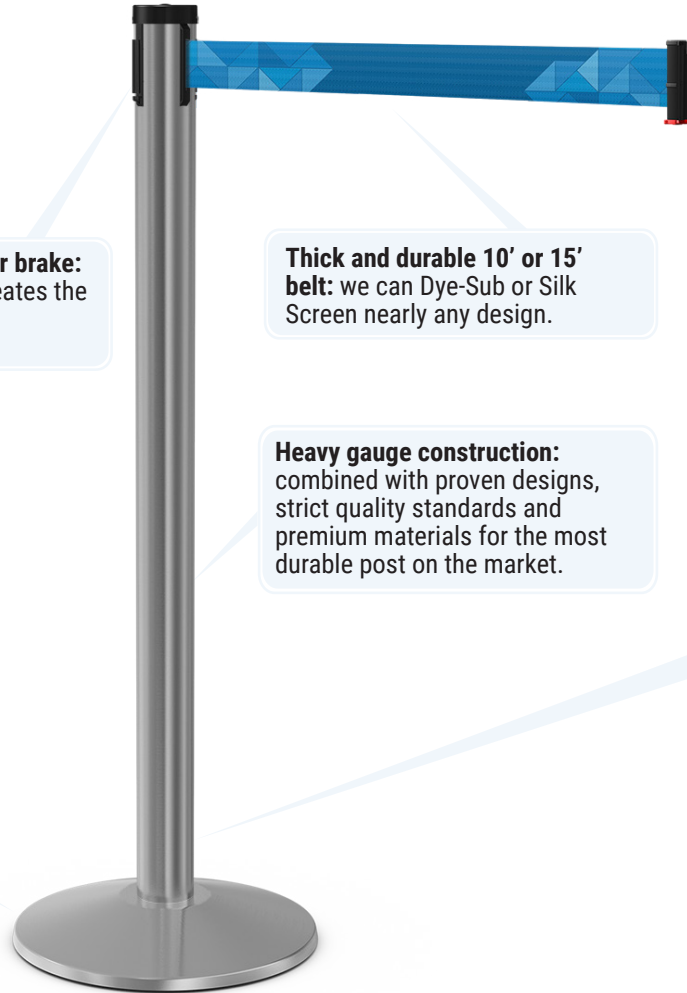 r brake:
eates the
Thick and durable 10’ or 15’
belt: we can Dye-Sub or Silk
Screen nearly any design.
Heavy gauge construction:
combined with proven designs,
strict quality standards and
premium materials for the most
durable post on the market.